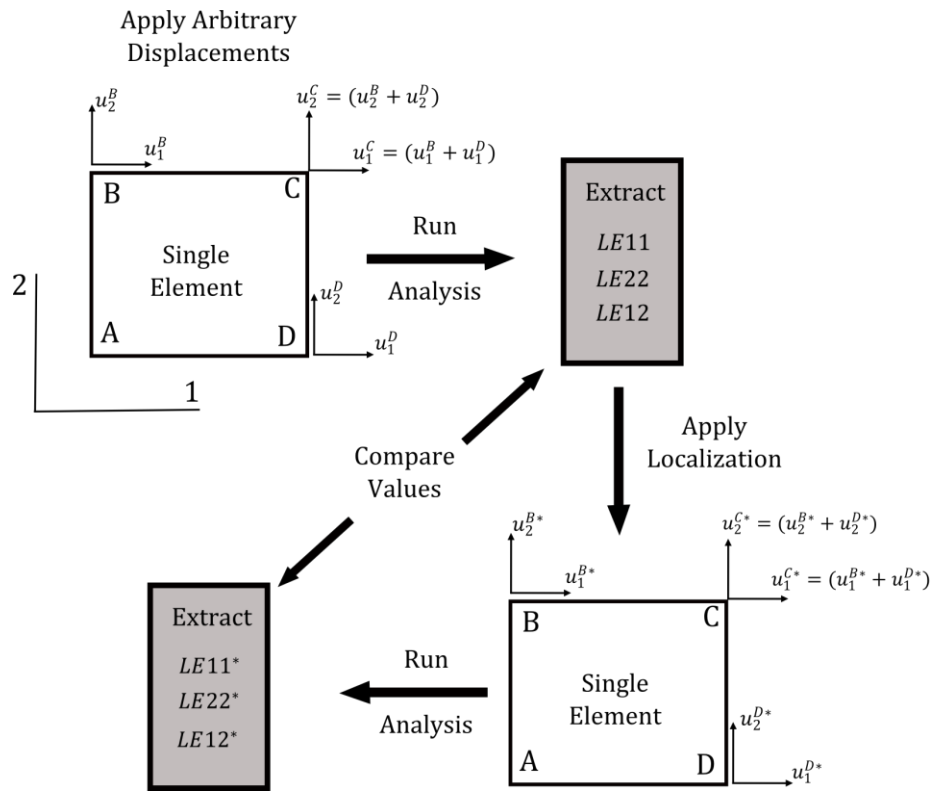 Apply Arbitrary
Displacements
u_2^B
u_1^B
u_2^C = (u_2^B + u_2^D)
u_1^C = (u_1^B + u_1^D)
B
C
Single
Element
A
D
u_2^D
u_1^D
2
1
Run
Analysis
Extract
LE11
LE22
LE12
Apply
Localization
Compare
Values
u_2^{B*}
u_1^{B*}
u_2^{C*} = (u_2^{B*} + u_2^{D*})
u_1^{C*} = (u_1^{B*} + u_1^{D*})
B
C
Single
Element
A
D
u_2^{D*}
u_1^{D*}
Run
Analysis
Extract
LE11*
LE22*
LE12*